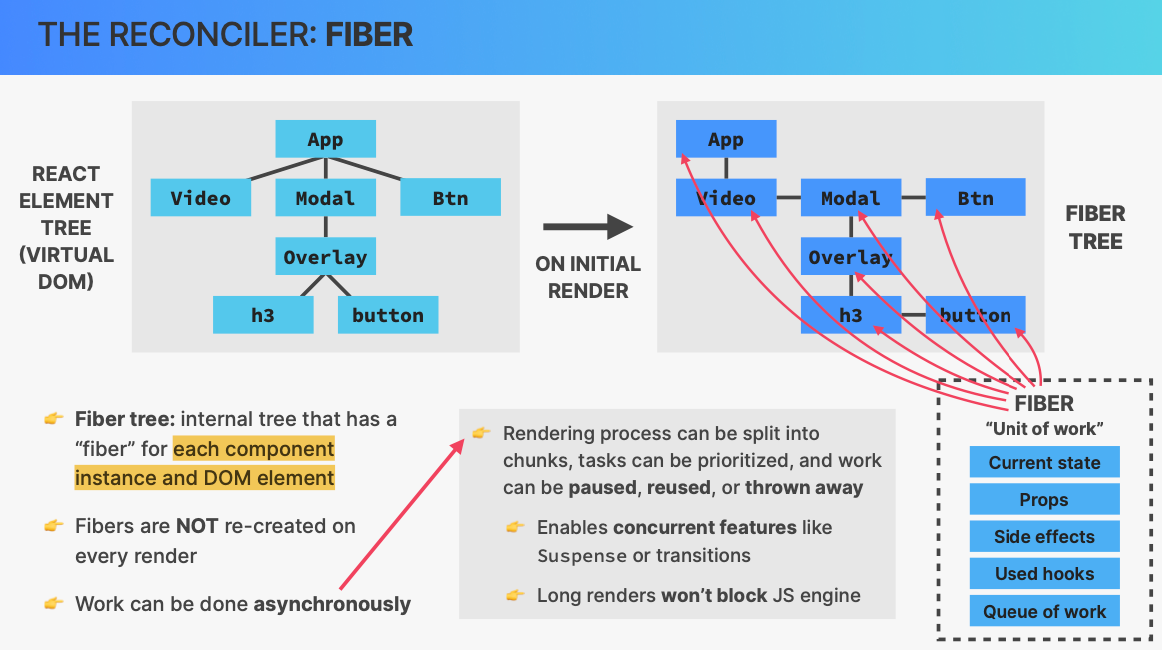 THE RECONCILER: FIBER
REACT
ELEMENT
TREE
(VIRTUAL
DOM)
App
Video
Modal
Btn
Overlay
h3
button
ON INITIAL
RENDER
App
Video
Modal
Btn
Overlay
h3
button
FIBER
TREE
👉 Fiber tree: internal tree that has a
“fiber” for each component
instance and DOM element
👉 Fibers are NOT re-created on
every render
👉 Work can be done asynchronously
👉 Rendering process can be split into
chunks, tasks can be prioritized, and work
can be paused, reused, or thrown away
👉 Enables concurrent features like
Suspense or transitions
👉 Long renders won’t block JS engine
FIBER
“Unit of work”
Current state
Props
Side effects
Used hooks
Queue of work